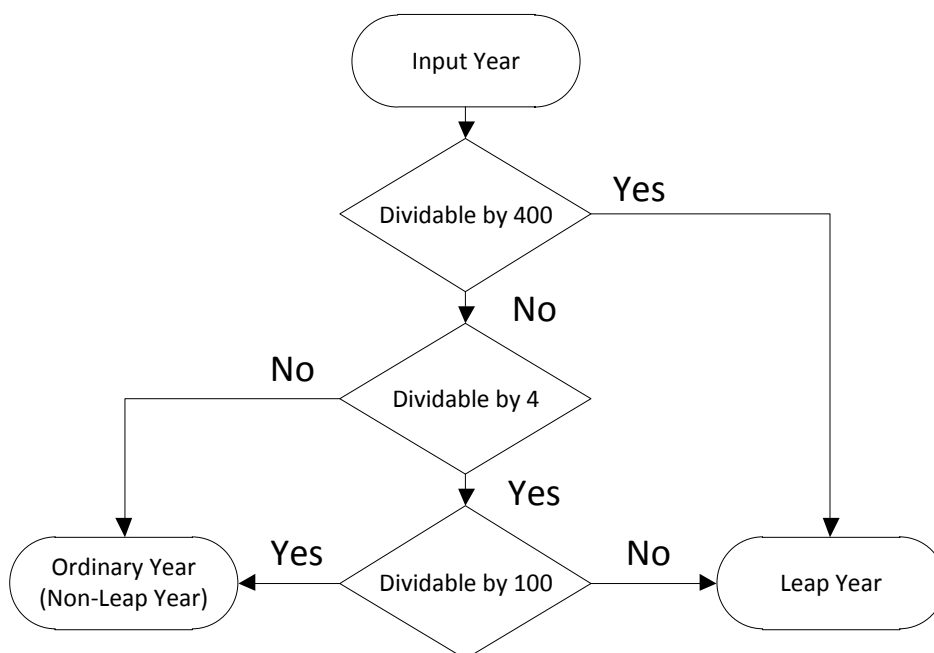 Input Year
Yes
Dividable by 400
No
No
Dividable by 4
Yes
Ordinary Year
(Non-Leap Year)
Yes
Dividable by 100
No
Leap Year